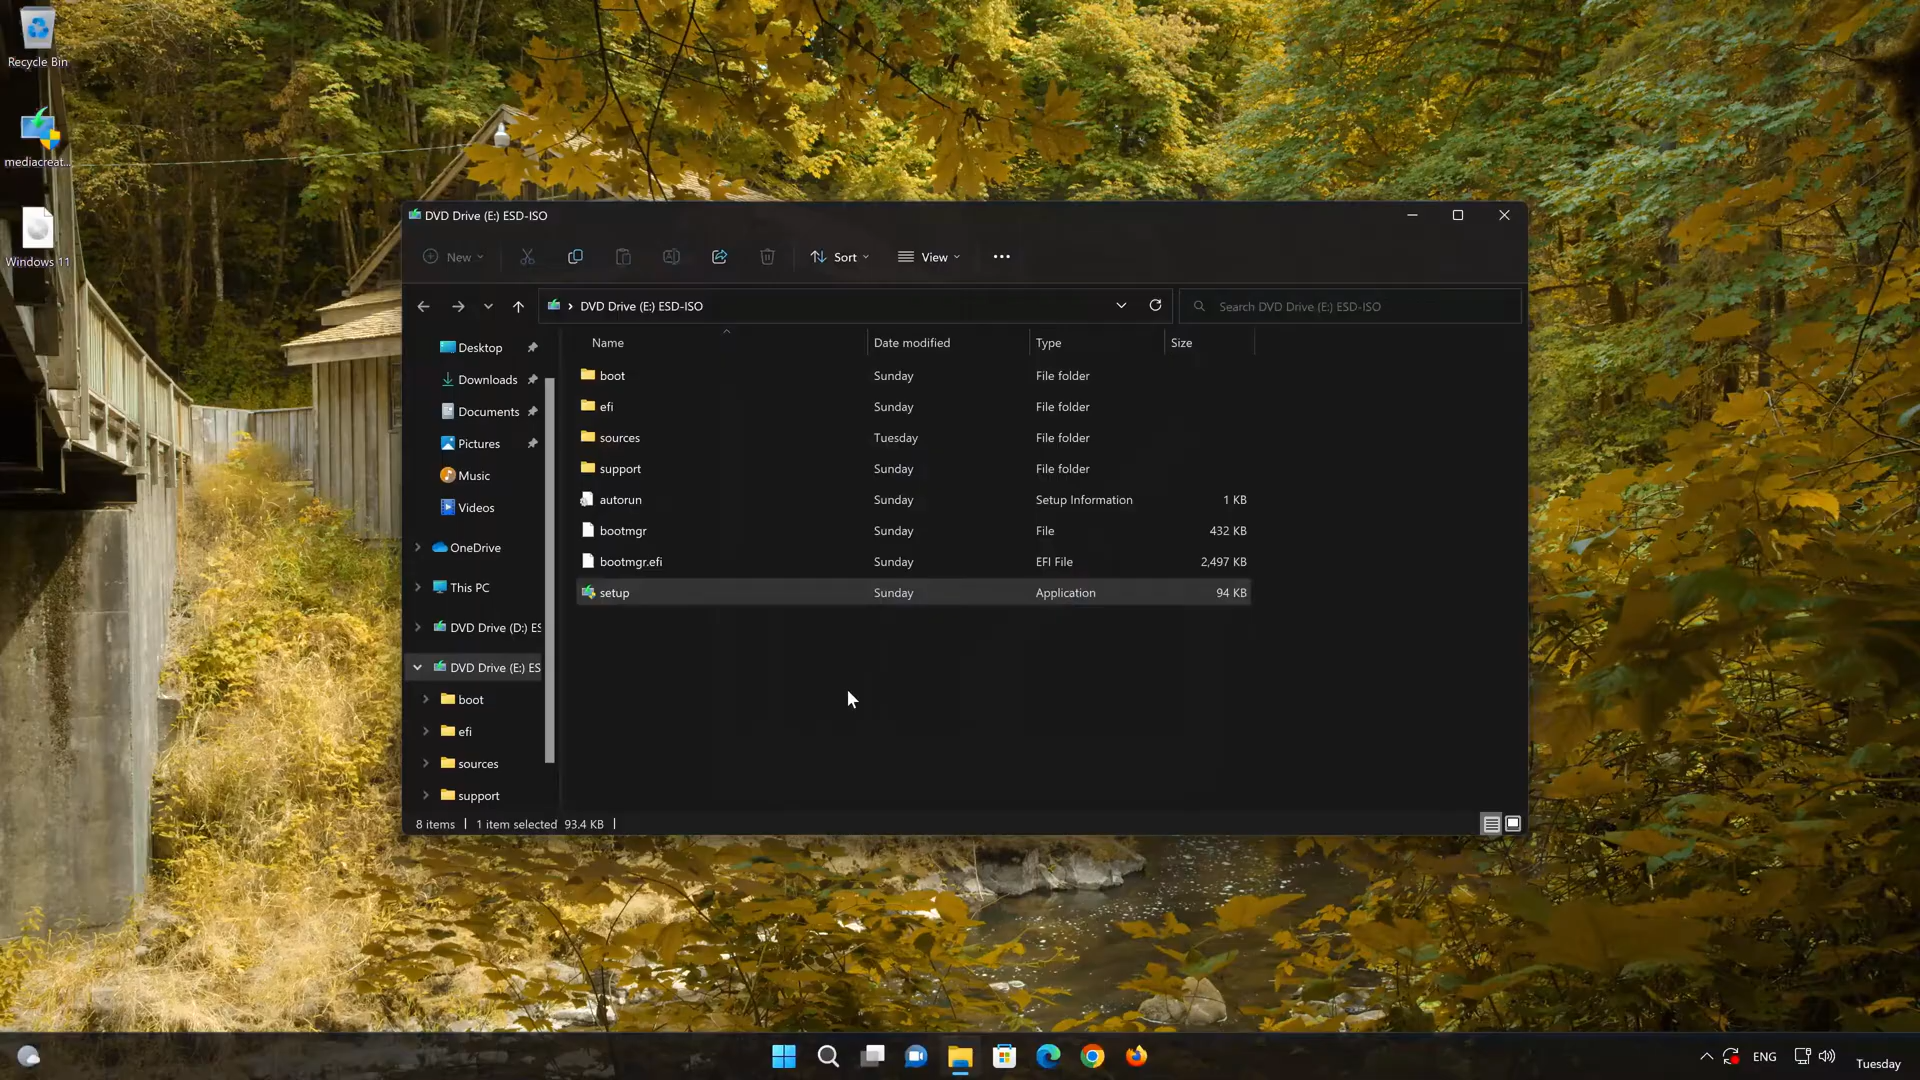 Recycle Bin
mediacreat...
Windows 11
DVD Drive (E:) ESD-ISO
New
Sort
View
DVD Drive (E:) ESD-ISO
Search DVD Drive (E:) ESD-ISO
Name Date modified Type Size
Desktop
Downloads
Documents
Pictures
Music
Videos
OneDrive
This PC
DVD Drive (D:) ES
DVD Drive (E:) ES
boot
efi
sources
support
boot Sunday File folder
efi Sunday File folder
sources Tuesday File folder
support Sunday File folder
autorun Sunday Setup Information 1 KB
bootmgr Sunday File 432 KB
bootmgr.efi Sunday EFI File 2,497 KB
setup Sunday Application 94 KB
8 items 1 item selected 93.4 KB
ENG
Tuesday